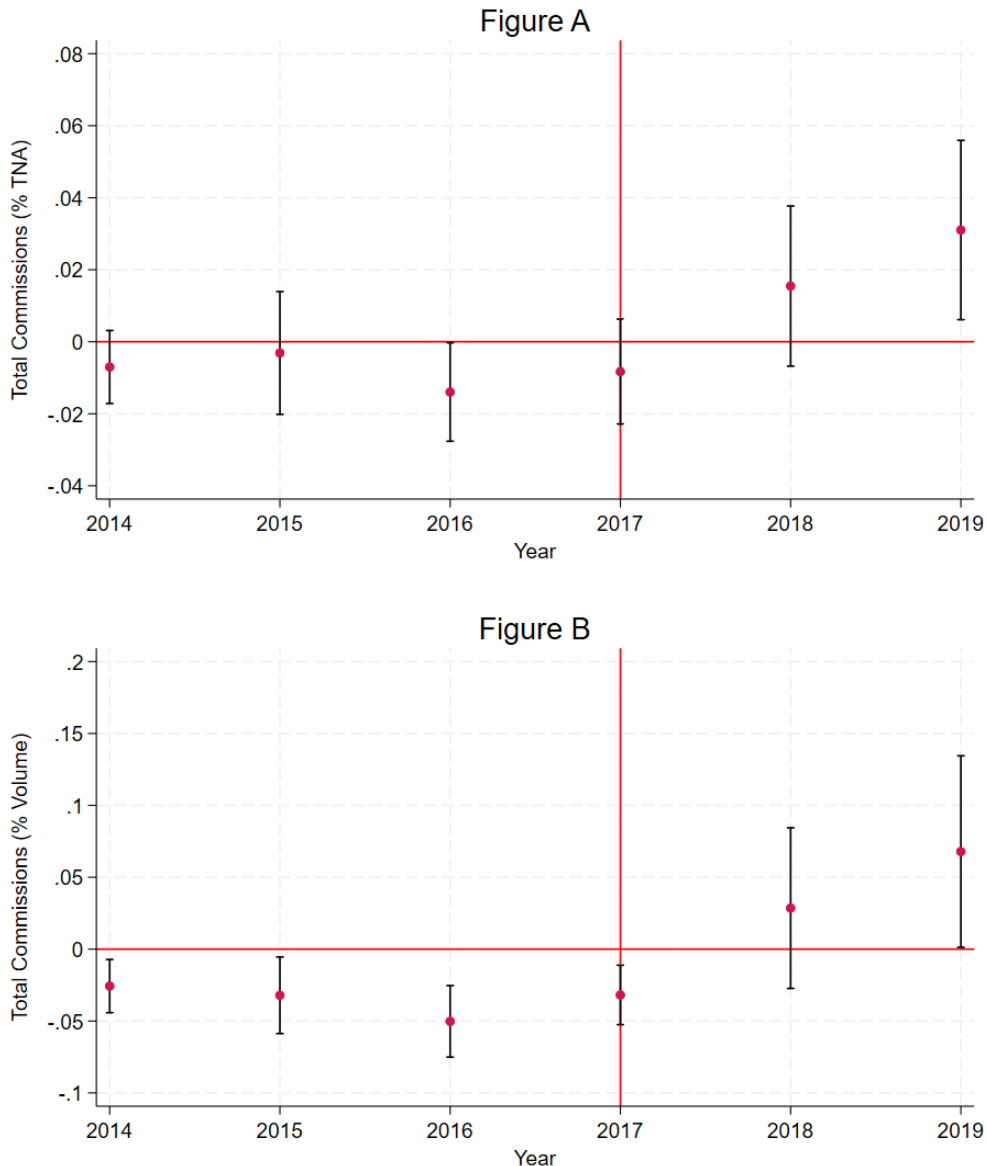 Figure A
Total Commissions (% TNA)
.08
.06
.04
.02
0
-.02
-.04
2014 2015 2016 2017 2018 2019
Year
Figure B
Total Commissions (% Volume)
.2
.15
.1
.05
0
-.05
-.1
2014 2015 2016 2017 2018 2019
Year